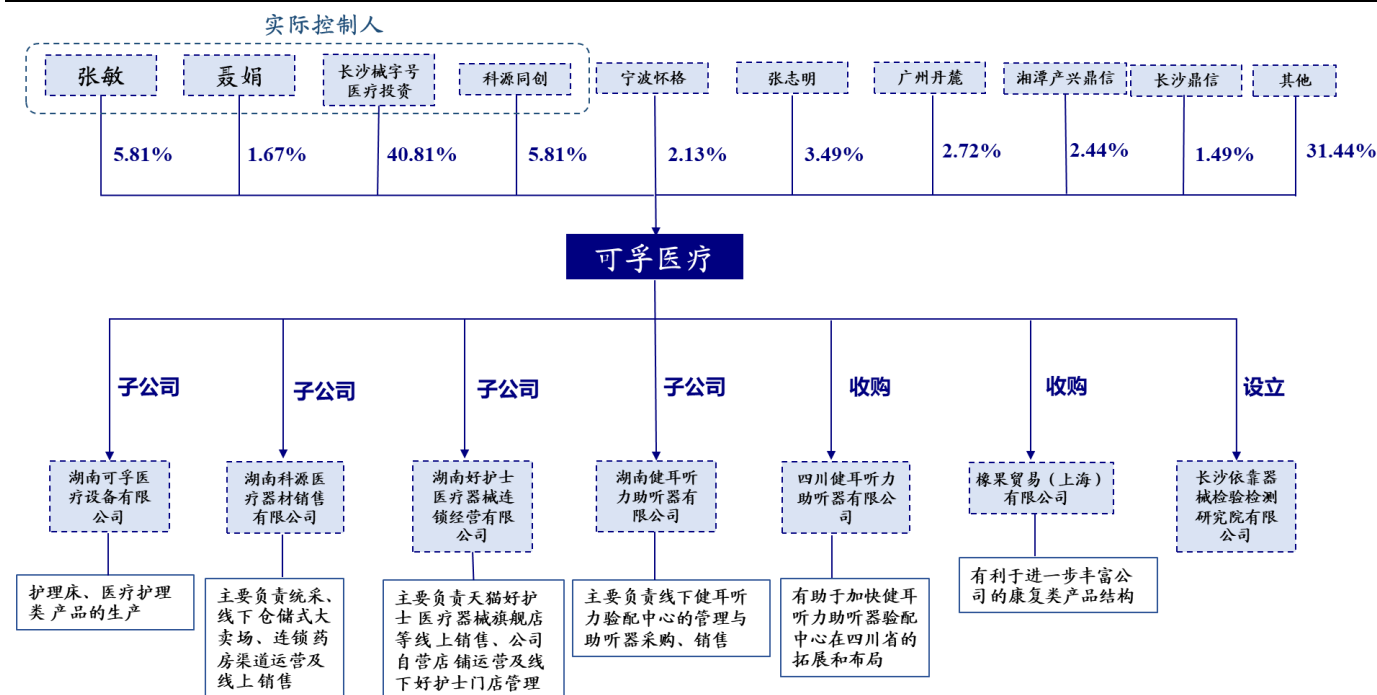 实际控制人
张敏
聂娟
长沙械字号
医疗投资
科源同创
宁波怀格
张志明
广州丹麓
湘潭产兴鼎信
长沙鼎信
其他
5.81%
1.67%
40.81%
5.81%
2.13%
3.49%
2.72%
2.44%
1.49%
31.44%
可孚医疗
子公司
子公司
子公司
子公司
收购
收购
设立
湖南可孚医
疗设备有限
公司
湖南科源医
疗器材销售
有限公司
湖南好护士
医疗器械连
锁经营有限
公司
湖南健耳听
力助听器有
限公司
四川健耳听力
助听器有限公
司
橡果贸易（上海）
有限公司
长沙依靠器
械检验检测
研究院有限
公司
护理床、医疗护理
类 产品的生产
主要负责统采、
线下 仓储式大
卖场、连锁 药
房渠道运营及
线上 销售
主要负责天猫好护
士 医疗器械旗舰店
等线 上销售、公司
自营店 铺运营及线
下好护士门店管理
主要负责线下健耳听
力验配中心的管理与
助听器采购、销售
有助于加快健耳
听力助听器验配
中心在四川省的
拓展和布局
有利于进一步丰富公
司的康复类产品结构